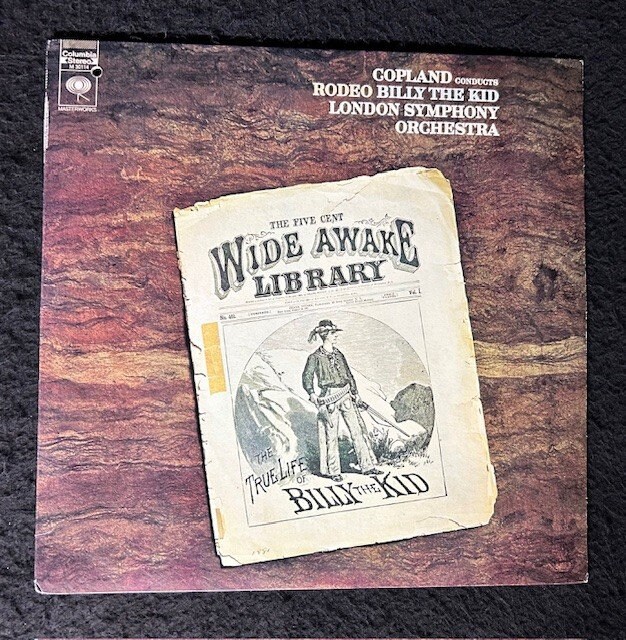 Columbia
Stereo
M 30114
MASTERWORKS
COPLAND CONDUCTS
RODEO BILLY THE KID
LONDON SYMPHONY
ORCHESTRA
THE FIVE CENT
WIDE AWAKE
LIBRARY
Vol. I.
THE
TRUE LIFE
OF
BILLY THE KID